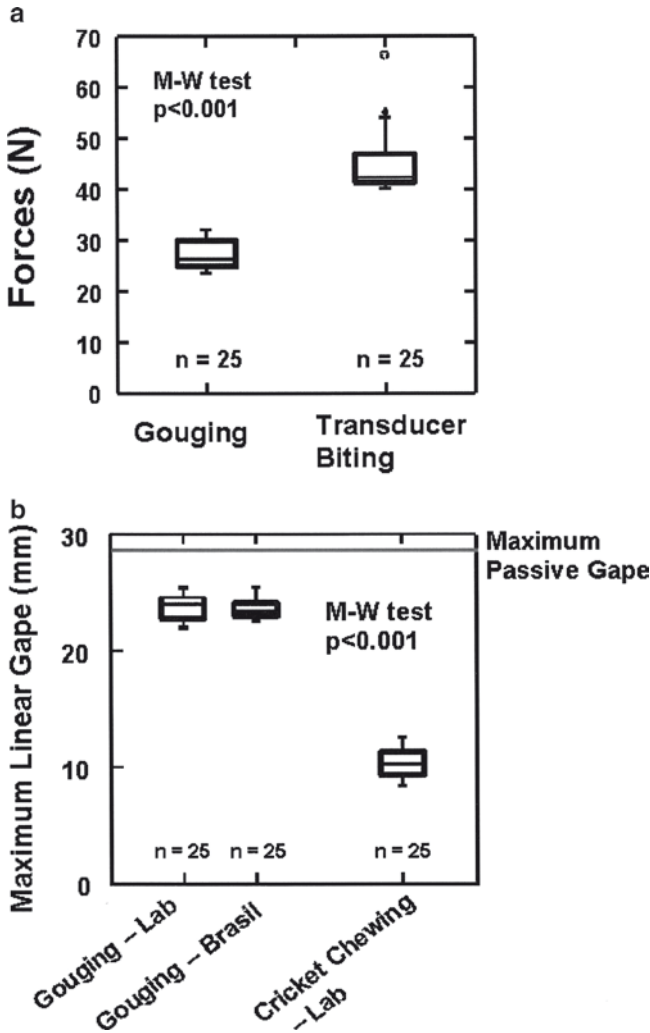 a
70
60
50
40
30
20
10
0
Forces (N)
M-W test
p<0.001
n = 25
n = 25
Gouging
Transducer
Biting
b
30
20
10
0
Maximum Linear Gape (mm)
Maximum
Passive Gape
M-W test
p<0.001
n = 25
n = 25
n = 25
Gouging – Lab
Gouging – Brasil
Cricket Chewing
– Lab